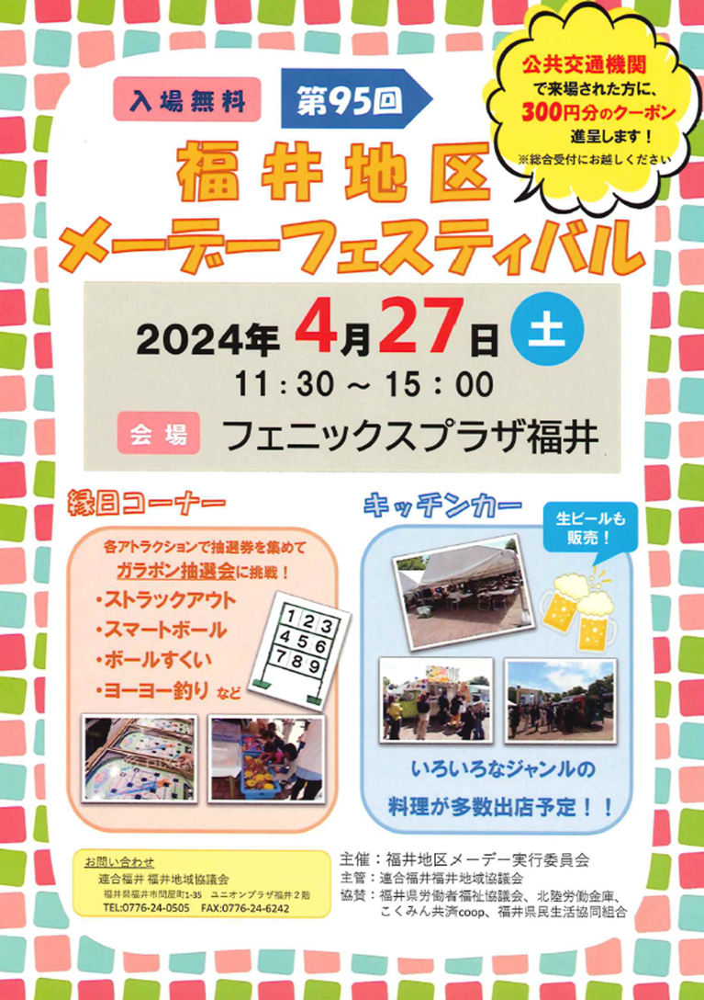 入場無料
第95回
公共交通機関
で来場された方に、
300円分のクーポン
進呈します！
※総合受付にお越しください
福井地区
メーデーフェスティバル
2024年 4月27日 土
11：30 ～ 15：00
会場 フェニックスプラザ福井
縁日コーナー
各アトラクションで抽選券を集めて
ガラポン抽選会に挑戦！
・ストラックアウト
・スマートボール
・ボールすくい
・ヨーヨー釣り など
1 2 3
4 5 6
7 8 9
キッチンカー
生ビールも
販売！
いろいろなジャンルの
料理が多数出店予定！！
お問い合わせ
連合福井 福井地域協議会
福井県福井市問屋町1-35 ユニオンプラザ福井２階
TEL:0776-24-0505 FAX:0776-24-6242
主催：福井地区メーデー実行委員会
主管：連合福井福井地域協議会
協賛：福井県労働者福祉協議会、北陸労働金庫、
こくみん共済coop、福井県民生活協同組合